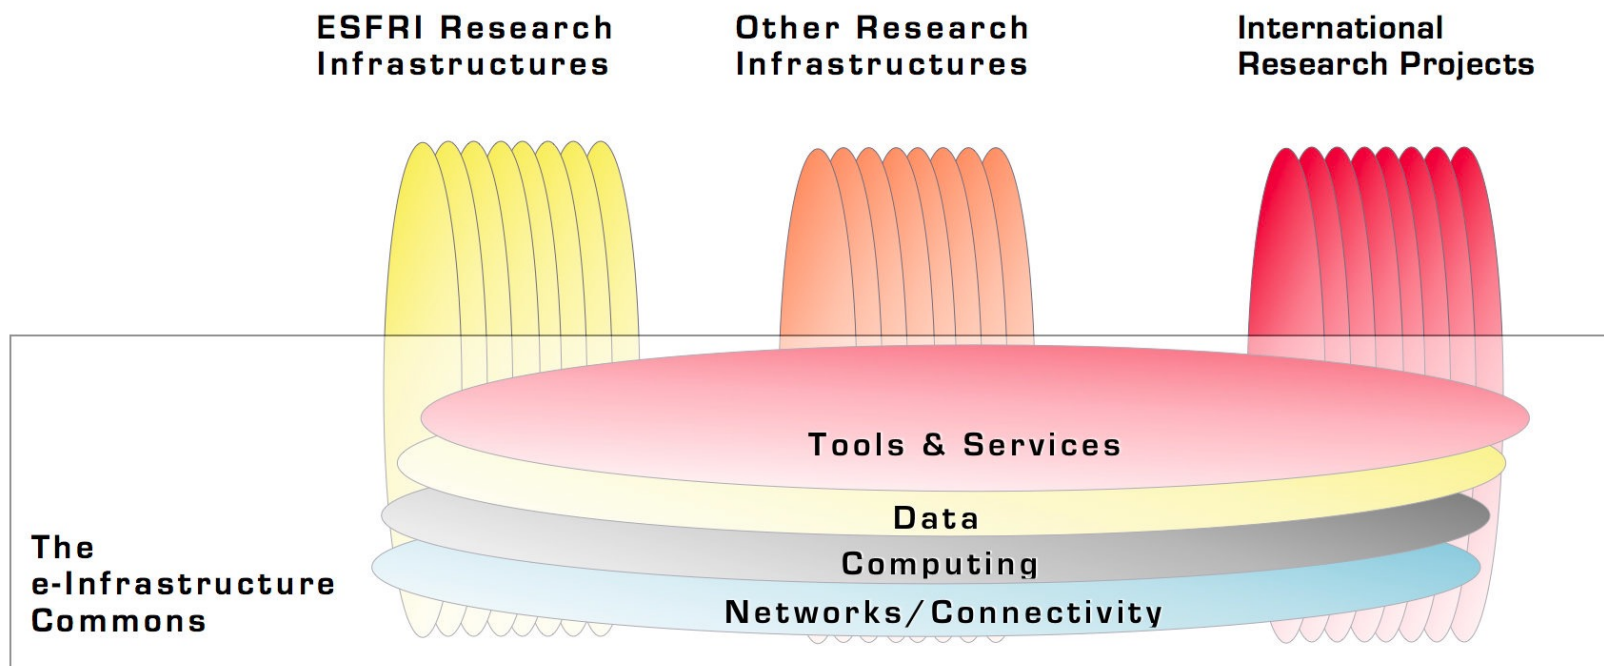 ESFRI Research
Infrastructures
Other Research
Infrastructures
International
Research Projects
Tools & Services
Data
Computing
Networks/Connectivity
The
e-Infrastructure
Commons